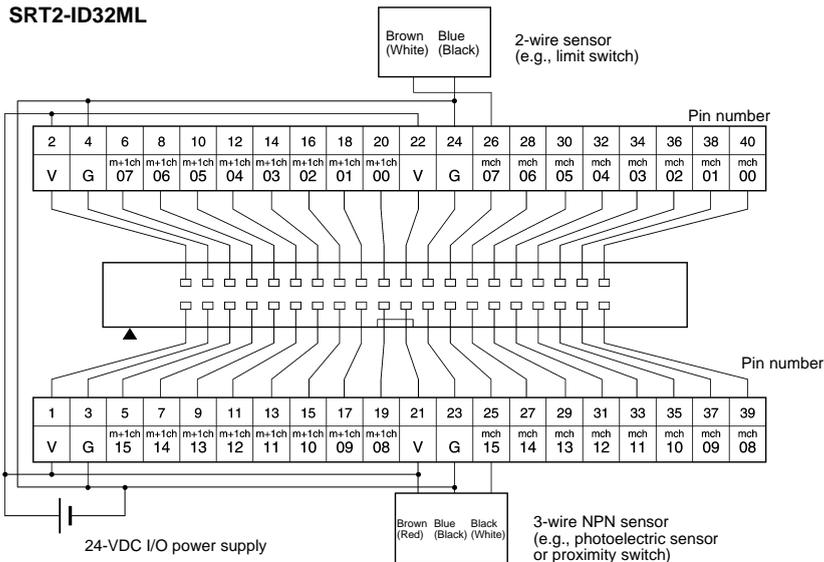 SRT2-ID32ML
Brown Blue
(White) (Black)
2-wire sensor
(e.g., limit switch)
Pin number
2 4 6 8 10 12 14 16 18 20 22 24 26 28 30 32 34 36 38 40
m+1ch m+1ch m+1ch m+1ch m+1ch m+1ch m+1ch m+1ch mch mch mch mch mch mch mch mch
V G 07 06 05 04 03 02 01 00 V G 07 06 05 04 03 02 01 00
Pin number
1 3 5 7 9 11 13 15 17 19 21 23 25 27 29 31 33 35 37 39
m+1ch m+1ch m+1ch m+1ch m+1ch m+1ch m+1ch m+1ch mch mch mch mch mch mch mch mch
V G 15 14 13 12 11 10 09 08 V G 15 14 13 12 11 10 09 08
Brown Blue Black
(Red) (Black) (White)
3-wire NPN sensor
(e.g., photoelectric sensor
or proximity switch)
24-VDC I/O power supply